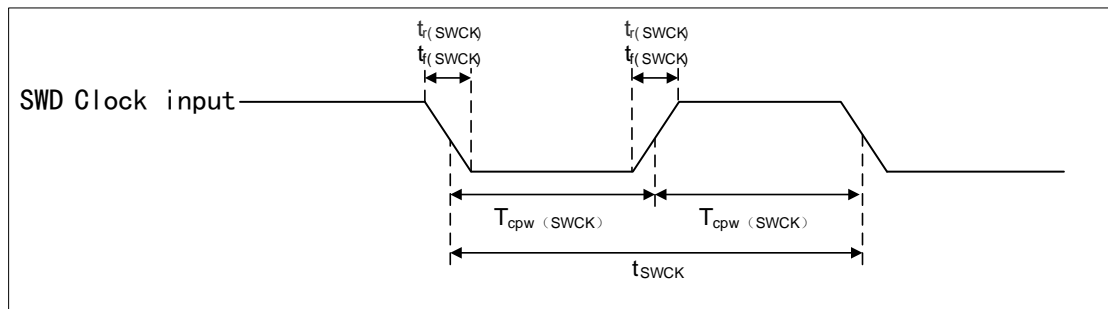 tr(SWCK) tr(SWCK)
tf(SWCK) tf(SWCK)
SWD Clock input
Tcpw（SWCK） Tcpw（SWCK）
tSWCK